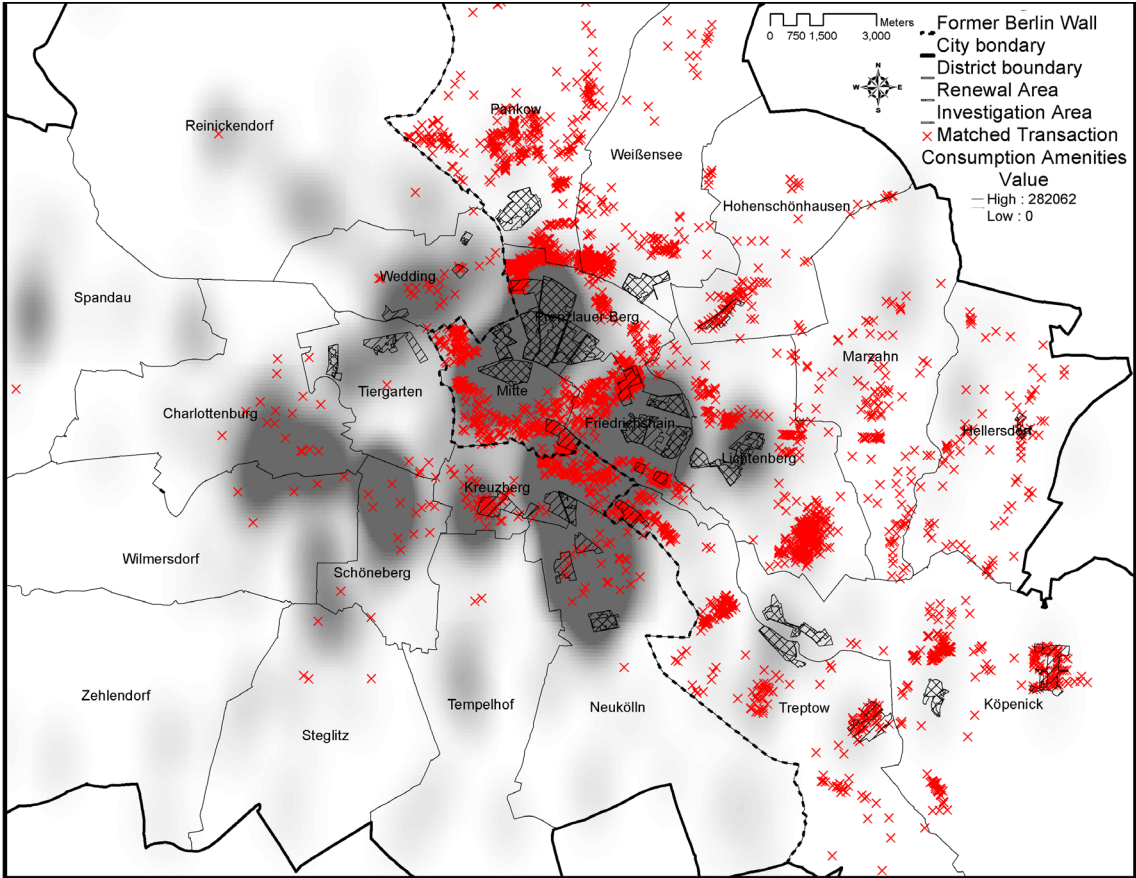 Former Berlin Wall
City bondary
District boundary
Renewal Area
Investigation Area
Matched Transaction
Consumption Amenities
Value
High : 282062
Low : 0
Meters
0 750 1,500 3,000
N
W E
S
Pankow
Reinickendorf
Weißensee
Hohenschönhausen
Wedding
Spandau
Prenzlauer Berg
Marzahn
Tiergarten
Mitte
Charlottenburg
Friedrichshain
Hellersdorf
Lichtenberg
Kreuzberg
Wilmersdorf
Schöneberg
Zehlendorf
Tempelhof
Neukölln
Treptow
Köpenick
Steglitz